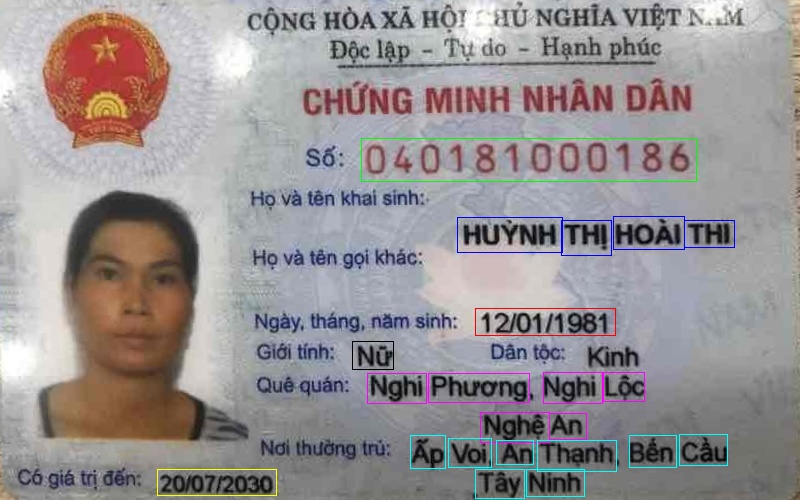 CỘNG HÒA XÃ HỘI CHỦ NGHĨA VIỆT NAM
Độc lập - Tự do - Hạnh phúc
CHỨNG MINH NHÂN DÂN
Số: 040181000186
Họ và tên khai sinh:
HUỲNH THỊ HOÀI THI
Họ và tên gọi khác:
Ngày, tháng, năm sinh: 12/01/1981
Giới tính: Nữ Dân tộc: Kinh
Quê quán: Nghi Phương, Nghi Lộc
Nghệ An
Nơi thường trú: Ấp Voi, An Thạnh, Bến Cầu
Tây Ninh
Có giá trị đến: 20/07/2030